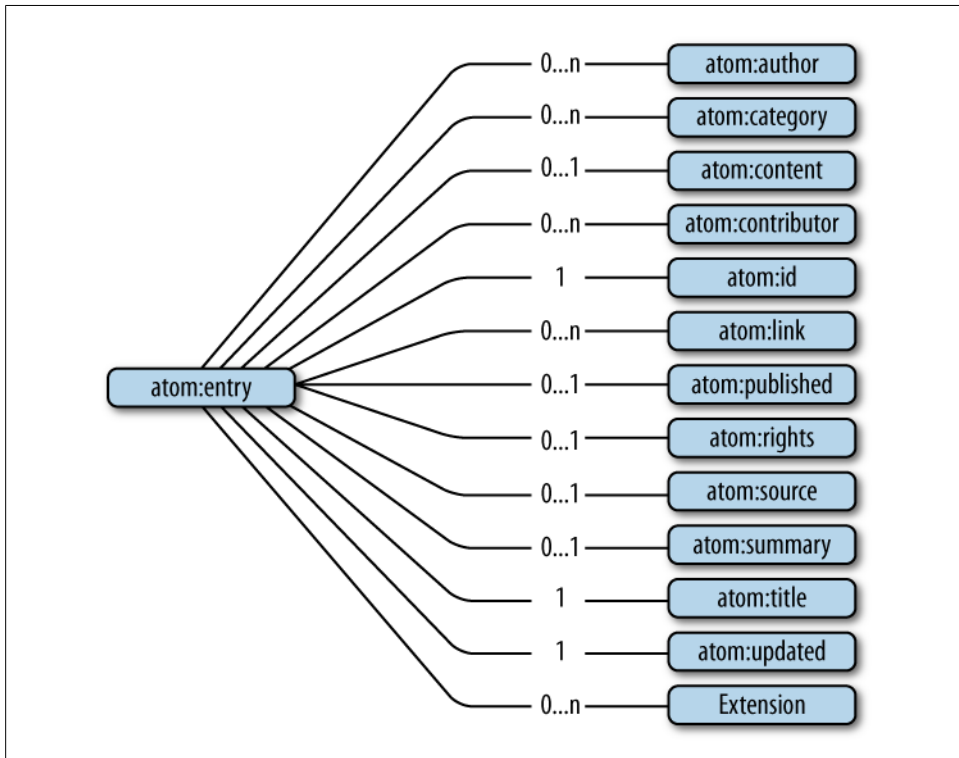 0...n atom:author
0...n atom:category
0...1 atom:content
0...n atom:contributor
1 atom:id
0...n atom:link
atom:entry 0...1 atom:published
0...1 atom:rights
0...1 atom:source
0...1 atom:summary
1 atom:title
1 atom:updated
0...n Extension